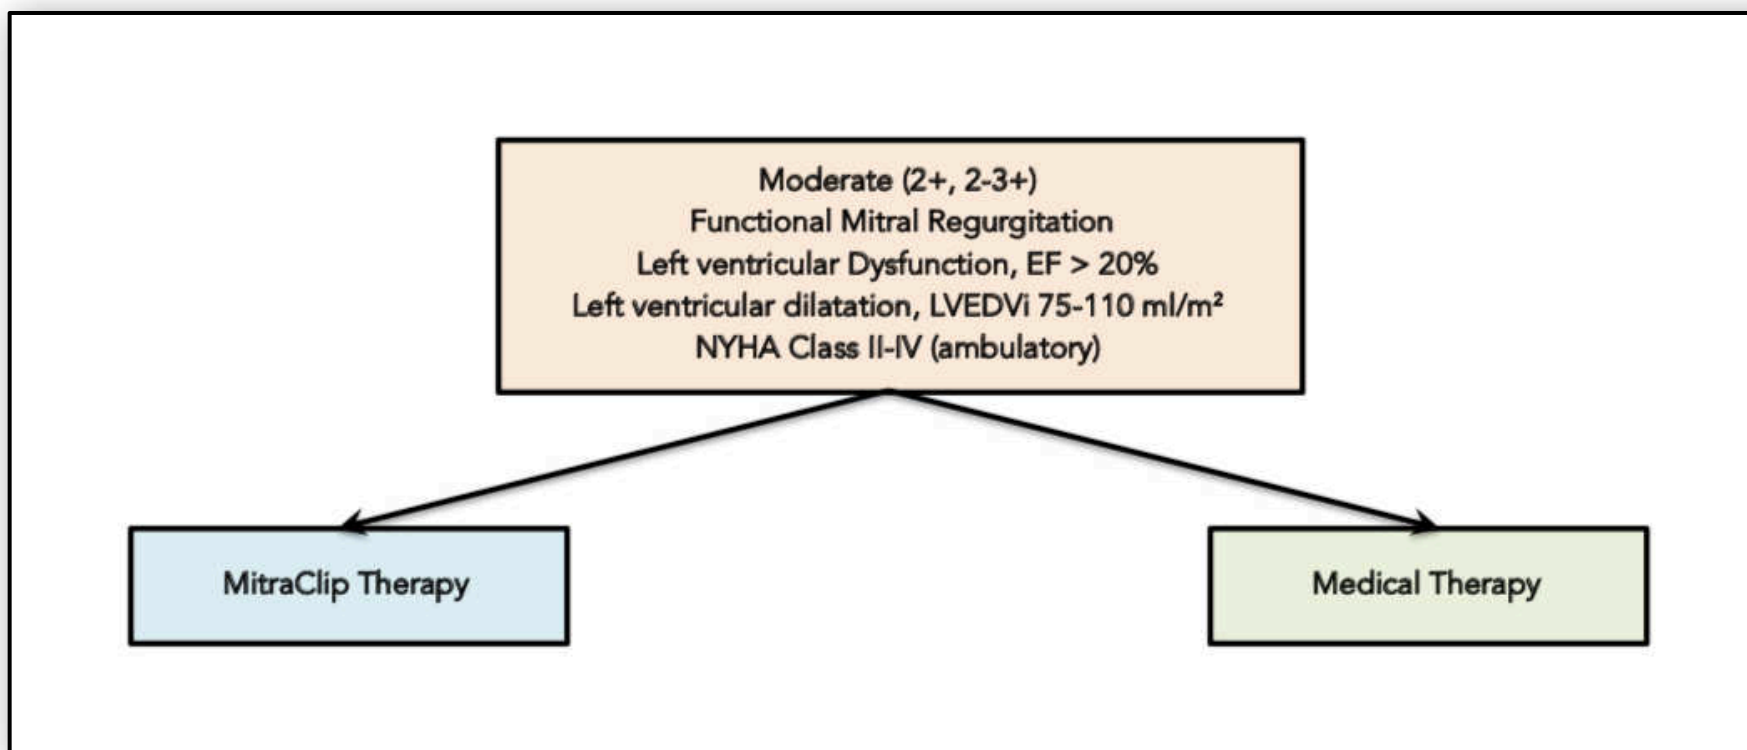 Moderate (2+, 2-3+)
Functional Mitral Regurgitation
Left ventricular Dysfunction, EF > 20%
Left ventricular dilatation, LVEDVi 75-110 ml/m²
NYHA Class II-IV (ambulatory)
MitraClip Therapy
Medical Therapy